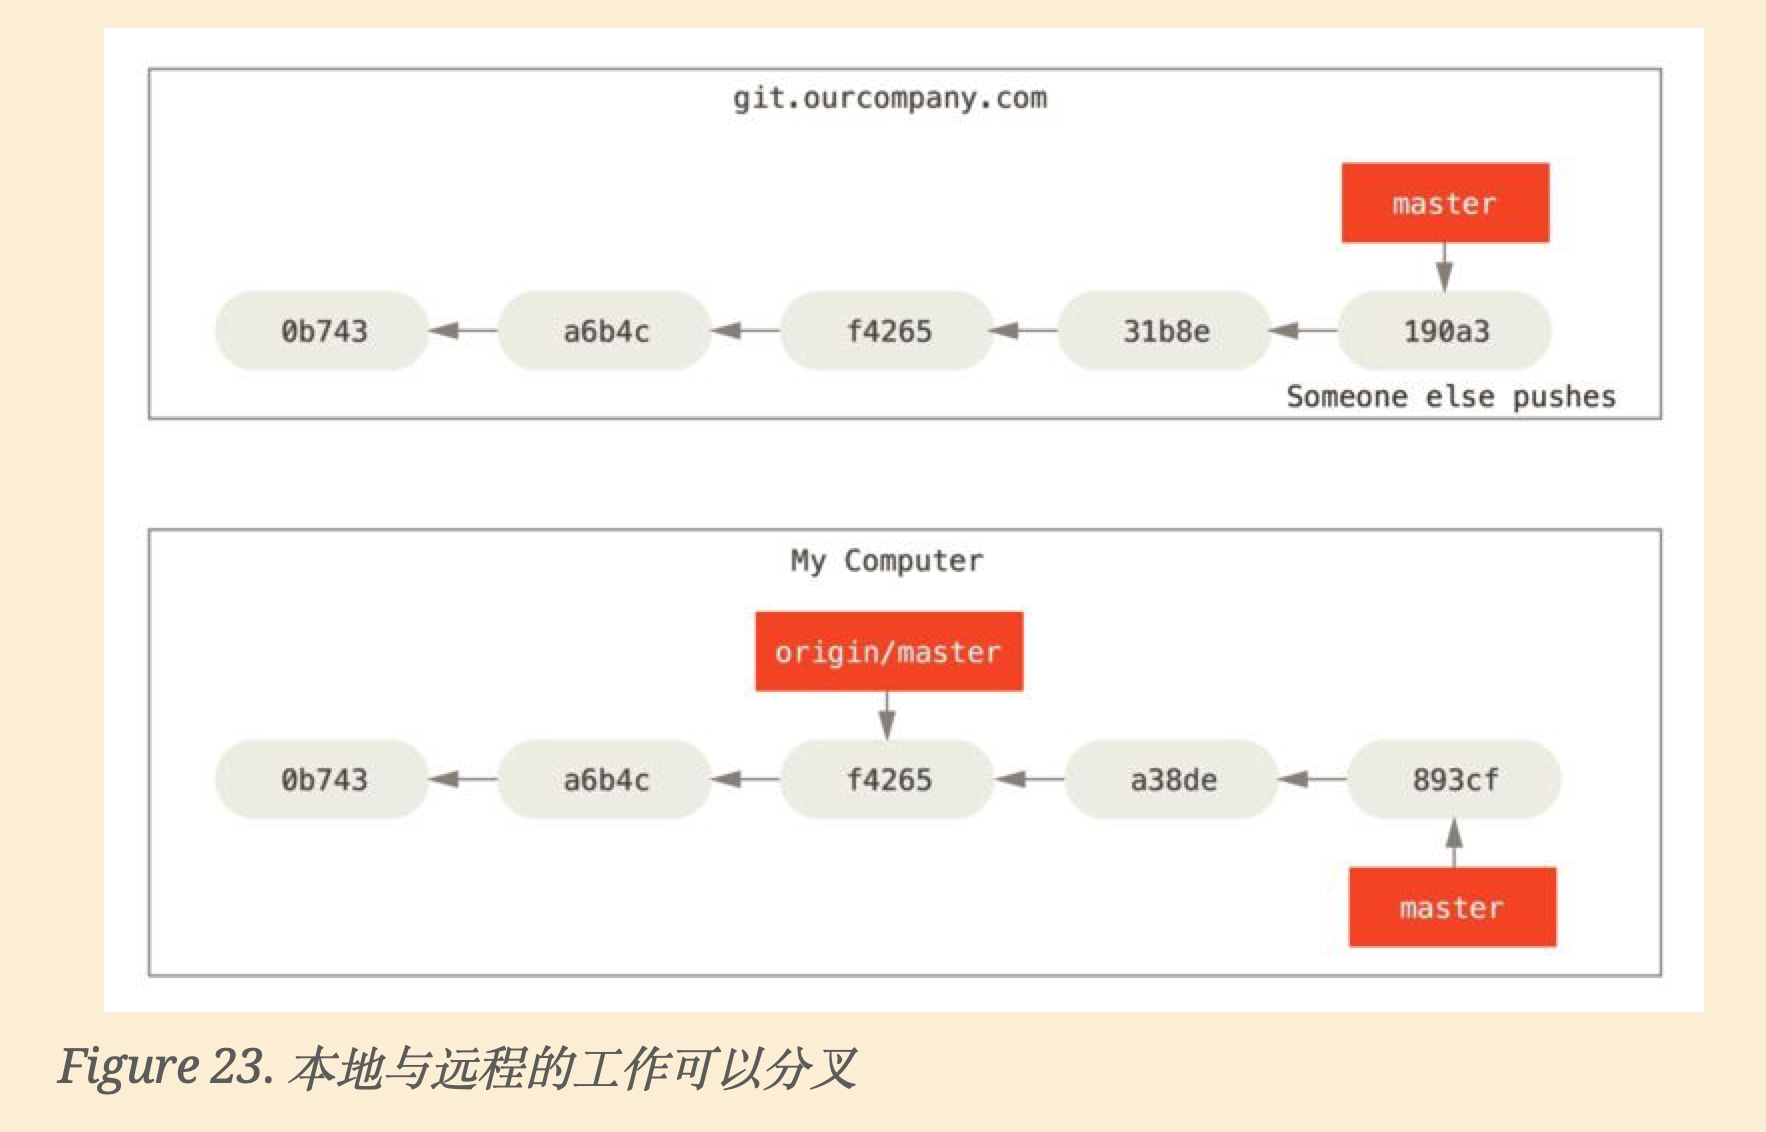 git.ourcompany.com
master
0b743
a6b4c
f4265
31b8e
190a3
Someone else pushes
My Computer
origin/master
0b743
a6b4c
f4265
a38de
893cf
master
Figure 23. 本地与远程的工作可以分叉